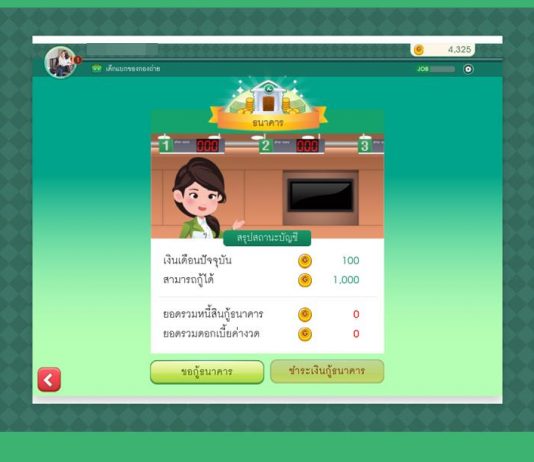 4,325
เด็กแบกของกองถ่าย
JOB
ธนาคาร
1 000 2 000 3
สรุปสถานะบัญชี
เงินเดือนปัจจุบัน 100
สามารถกู้ได้ 1,000
ยอดรวมหนี้สินกู้ธนาคาร 0
ยอดรวมดอกเบี้ยค่างวด 0
ขอกู้ธนาคาร ชำระเงินกู้ธนาคาร